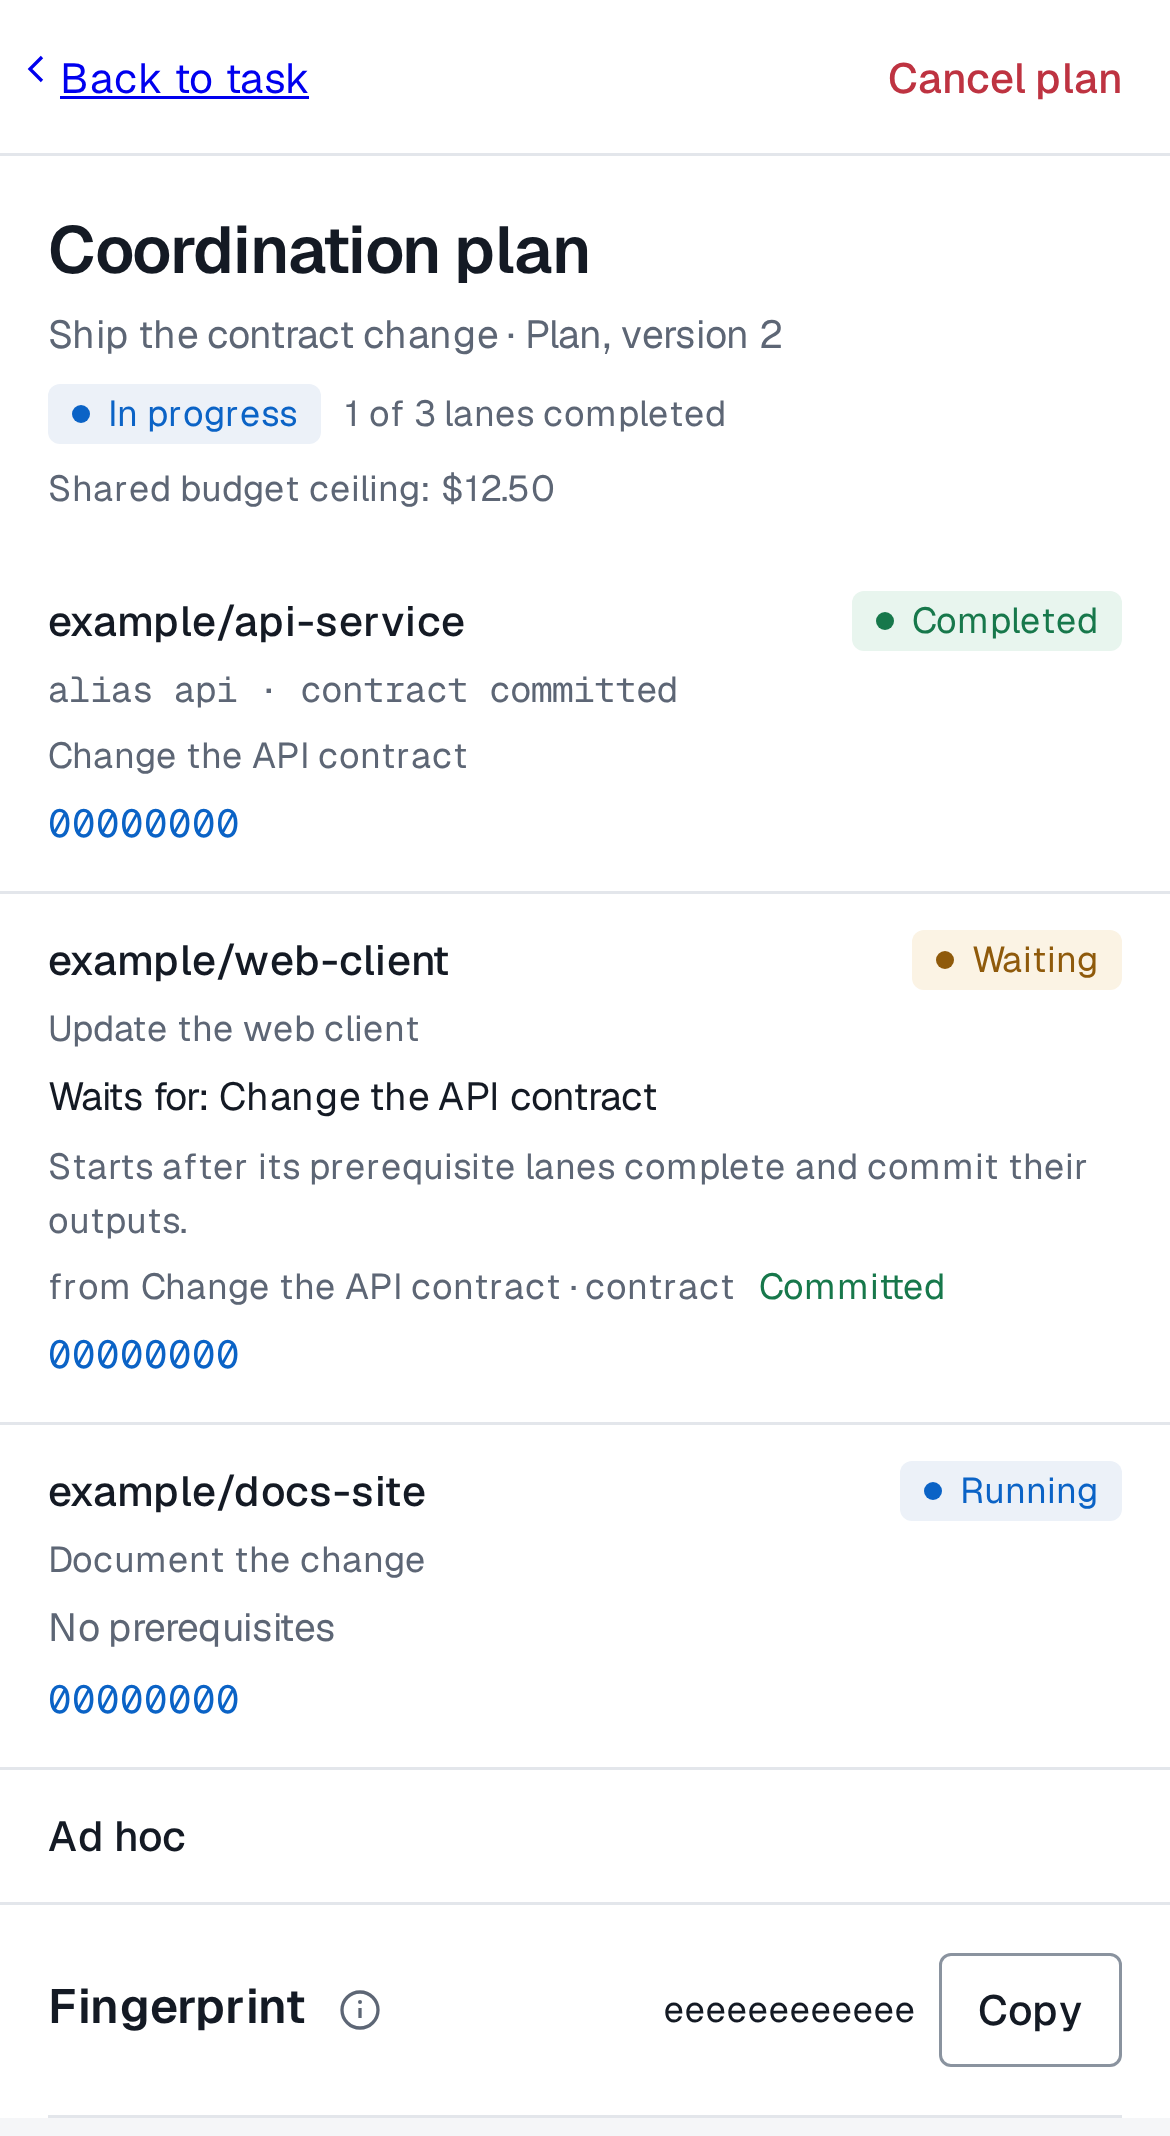 Back to task
Cancel plan
Coordination plan
Ship the contract change · Plan, version 2
In progress
1 of 3 lanes completed
Shared budget ceiling: $12.50
example/api-service
Completed
alias api · contract committed
Change the API contract
00000000
example/web-client
Waiting
Update the web client
Waits for: Change the API contract
Starts after its prerequisite lanes complete and commit their
outputs.
from Change the API contract · contract Committed
00000000
example/docs-site
Running
Document the change
No prerequisites
00000000
Ad hoc
Fingerprint
eeeeeeeeeeee
Copy